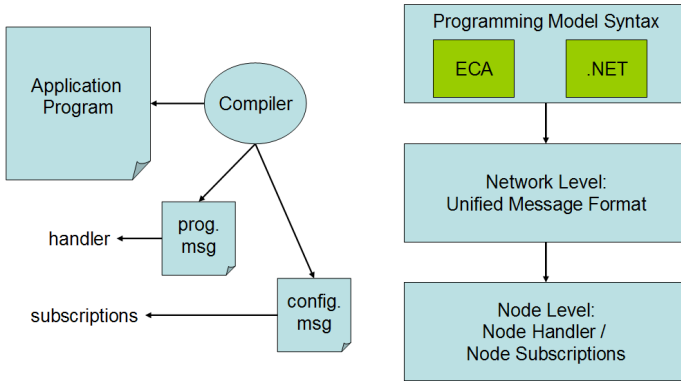 Application
Program
Compiler
handler
prog.
msg
subscriptions
config.
msg
Programming Model Syntax
ECA
.NET
Network Level:
Unified Message Format
Node Level:
Node Handler /
Node Subscriptions